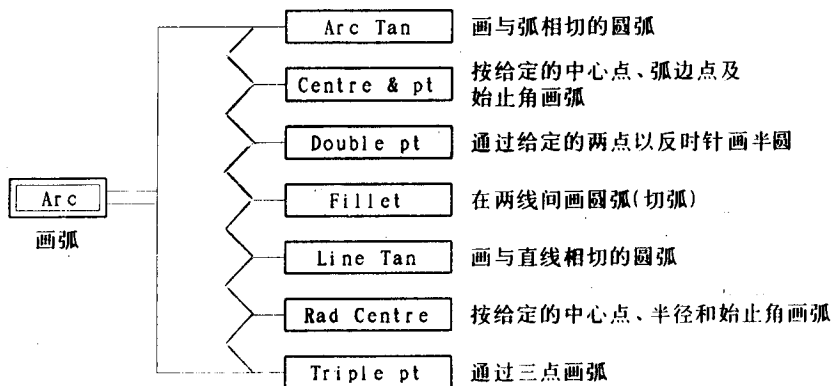 Arc Tan 画与弧相切的圆弧
Centre & pt 按给定的中心点、弧边点及
始止角画弧
Double pt 通过给定的两点以反时针画半圆
Arc
画弧
Fillet 在两线间画圆弧(切弧)
Line Tan 画与直线相切的圆弧
Rad Centre 按给定的中心点、半径和始止角画弧
Triple pt 通过三点画弧